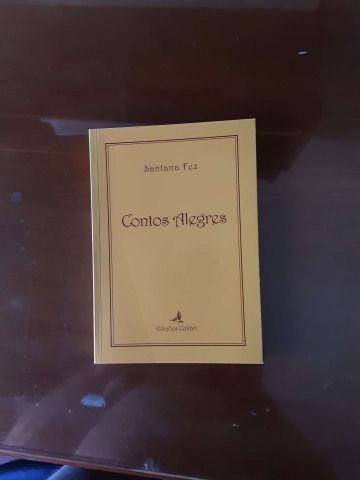 Santana Fez
Contos Alegres
Edições Colibri